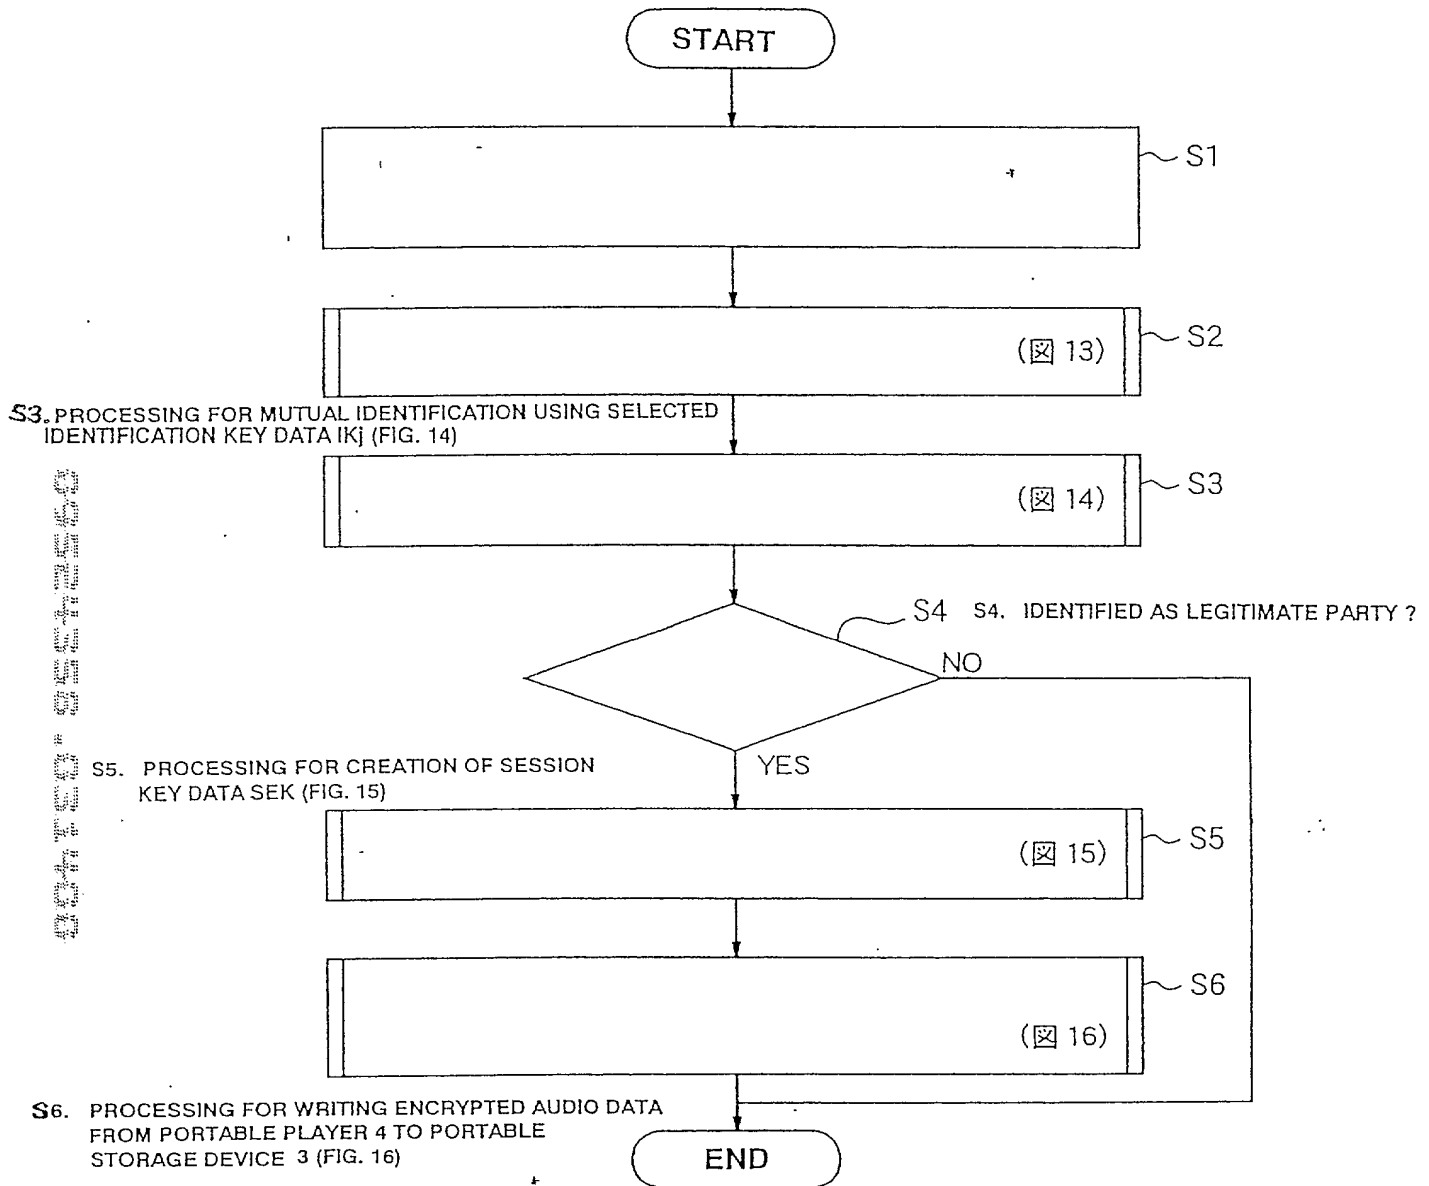 START
S1
(図 13)
S2
S3. PROCESSING FOR MUTUAL IDENTIFICATION USING SELECTED
IDENTIFICATION KEY DATA IKj (FIG. 14)
(図 14)
S3
S4
S4. IDENTIFIED AS LEGITIMATE PARTY ?
NO
YES
S5. PROCESSING FOR CREATION OF SESSION
KEY DATA SEK (FIG. 15)
(図 15)
S5
S6
(図 16)
S6. PROCESSING FOR WRITING ENCRYPTED AUDIO DATA
FROM PORTABLE PLAYER 4 TO PORTABLE
STORAGE DEVICE 3 (FIG. 16)
END